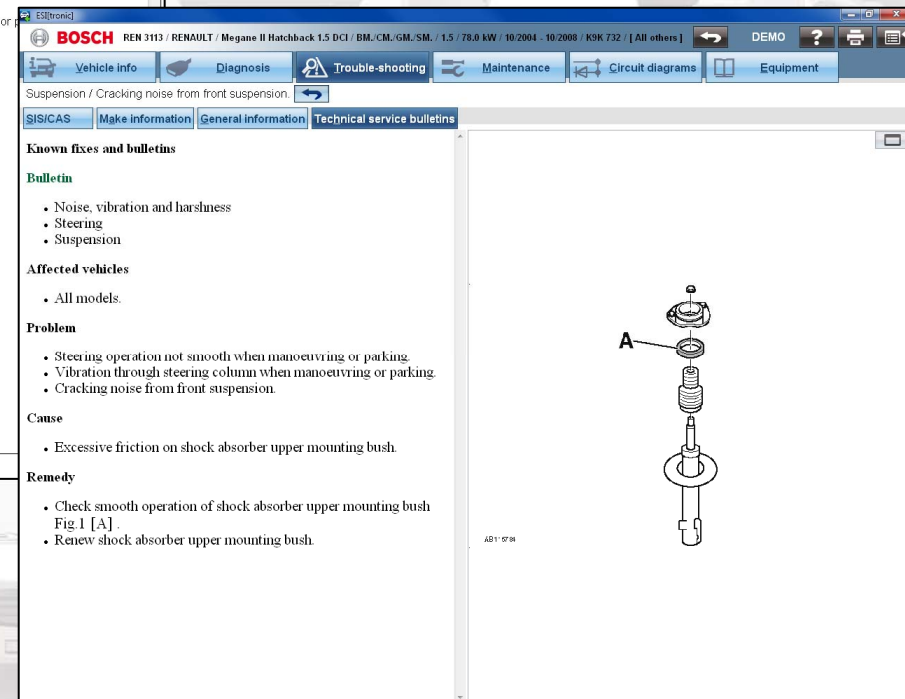 or
ESI[tronic]
BOSCH REN 3113 / RENAULT / Megane II Hatchback 1.5 DCI / BM./CM./GM./SM. / 1.5 / 78.0 kW / 10/2004 - 10/2008 / K9K 732 / [ All others ] DEMO ?
Vehicle info Diagnosis Trouble-shooting Maintenance Circuit diagrams Equipment
Suspension / Cracking noise from front suspension.
SIS/CAS Make information General information Technical service bulletins
Known fixes and bulletins
Bulletin
• Noise, vibration and harshness
• Steering
• Suspension
Affected vehicles
• All models.
Problem
• Steering operation not smooth when manoeuvring or parking.
• Vibration through steering column when manoeuvring or parking.
• Cracking noise from front suspension.
Cause
• Excessive friction on shock absorber upper mounting bush.
Remedy
• Check smooth operation of shock absorber upper mounting bush
Fig.1 [A] .
• Renew shock absorber upper mounting bush.
A